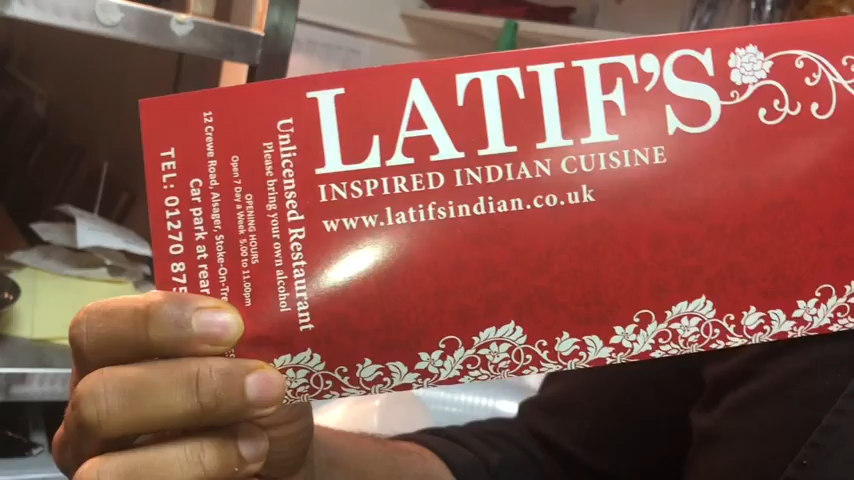 LATIF'S
INSPIRED INDIAN CUISINE
www.latifsindian.co.uk
Unlicensed Restaurant
Please bring your own alcohol
OPENING HOURS
Open 7 Day a Week 5.00 to 11.00pm
12 Crewe Road, Alsager, Stoke-On-Tre
Car park at rear
TEL: 01270 875